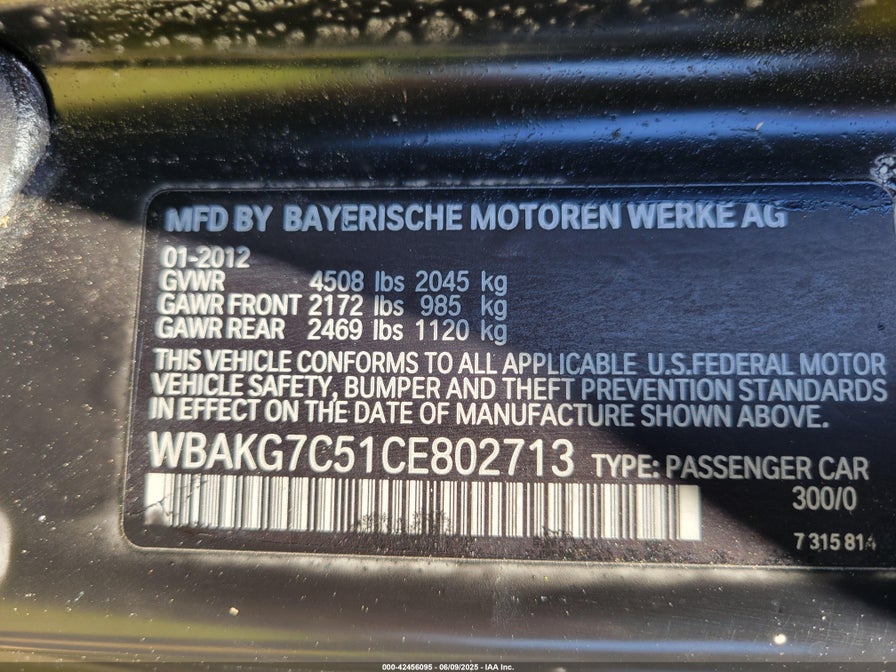 MFD BY BAYERISCHE MOTOREN WERKE AG
01-2012
GVWR 4508 lbs 2045 kg
GAWR FRONT 2172 lbs 985 kg
GAWR REAR 2469 lbs 1120 kg
THIS VEHICLE CONFORMS TO ALL APPLICABLE U.S.FEDERAL MOTOR
VEHICLE SAFETY, BUMPER AND THEFT PREVENTION STANDARDS
IN EFFECT ON THE DATE OF MANUFACTURE SHOWN ABOVE.
WBAKG7C51CE802713 TYPE: PASSENGER CAR
300/0
7 315 814
000-42456095 - 06/09/2025 - IAA Inc.